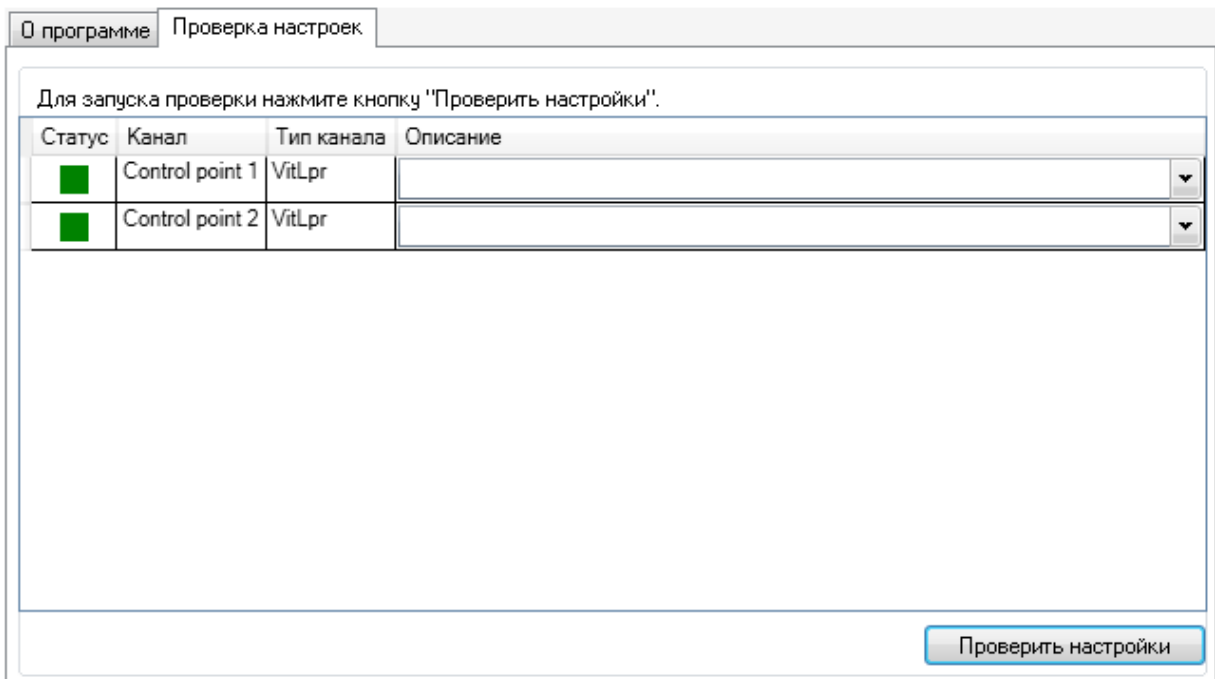 О программе Проверка настроек
Для запуска проверки нажмите кнопку "Проверить настройки".
Статус Канал Тип канала Описание
Control point 1 VitLpr
Control point 2 VitLpr
Проверить настройки